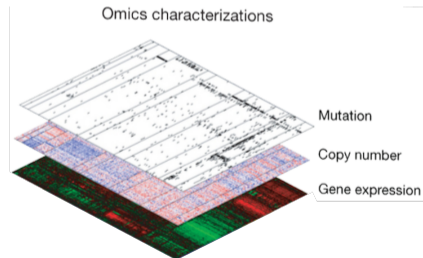 Omics characterizations
Mutation
Copy number
Gene expression